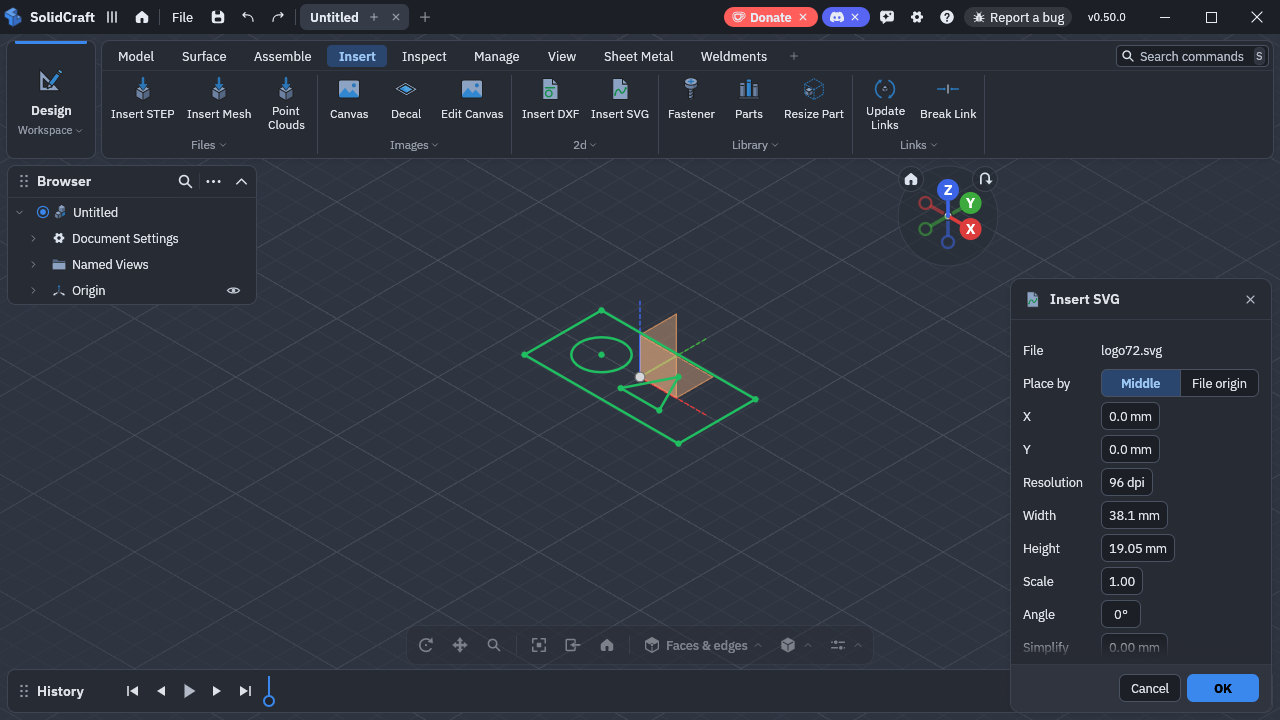 SolidCraft
File
Untitled
Donate
Report a bug
v0.50.0
Design
Workspace
Model
Surface
Assemble
Insert
Inspect
Manage
View
Sheet Metal
Weldments
Search commands
S
Insert STEP
Insert Mesh
Point
Clouds
Files
Canvas
Decal
Edit Canvas
Images
Insert DXF
Insert SVG
2d
Fastener
Parts
Resize Part
Library
Update
Links
Break Link
Links
Browser
Untitled
Document Settings
Named Views
Origin
Z
Y
X
Insert SVG
File
logo72.svg
Place by
Middle
File origin
X
0.0 mm
Y
0.0 mm
Resolution
96 dpi
Width
38.1 mm
Height
19.05 mm
Scale
1.00
Angle
0°
Simplify
0.00 mm
Cancel
OK
Faces & edges
History